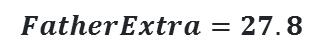 FatherExtra = 27.8